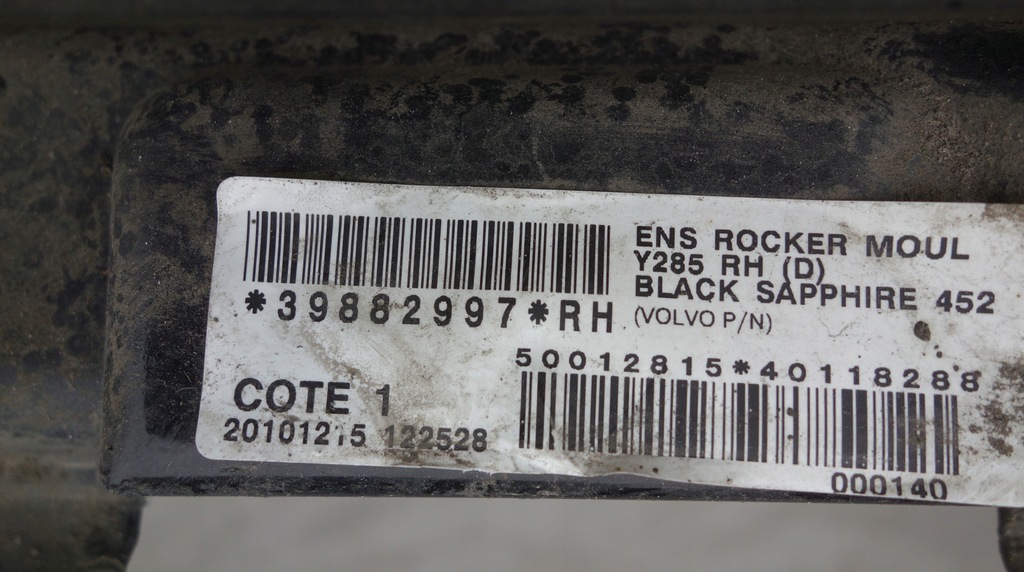 *39882997*RH
ENS ROCKER MOUL
Y285 RH (D)
BLACK SAPPHIRE 452
(VOLVO P/N)
50012815*40118288
COTE 1
20101215 122528
000140